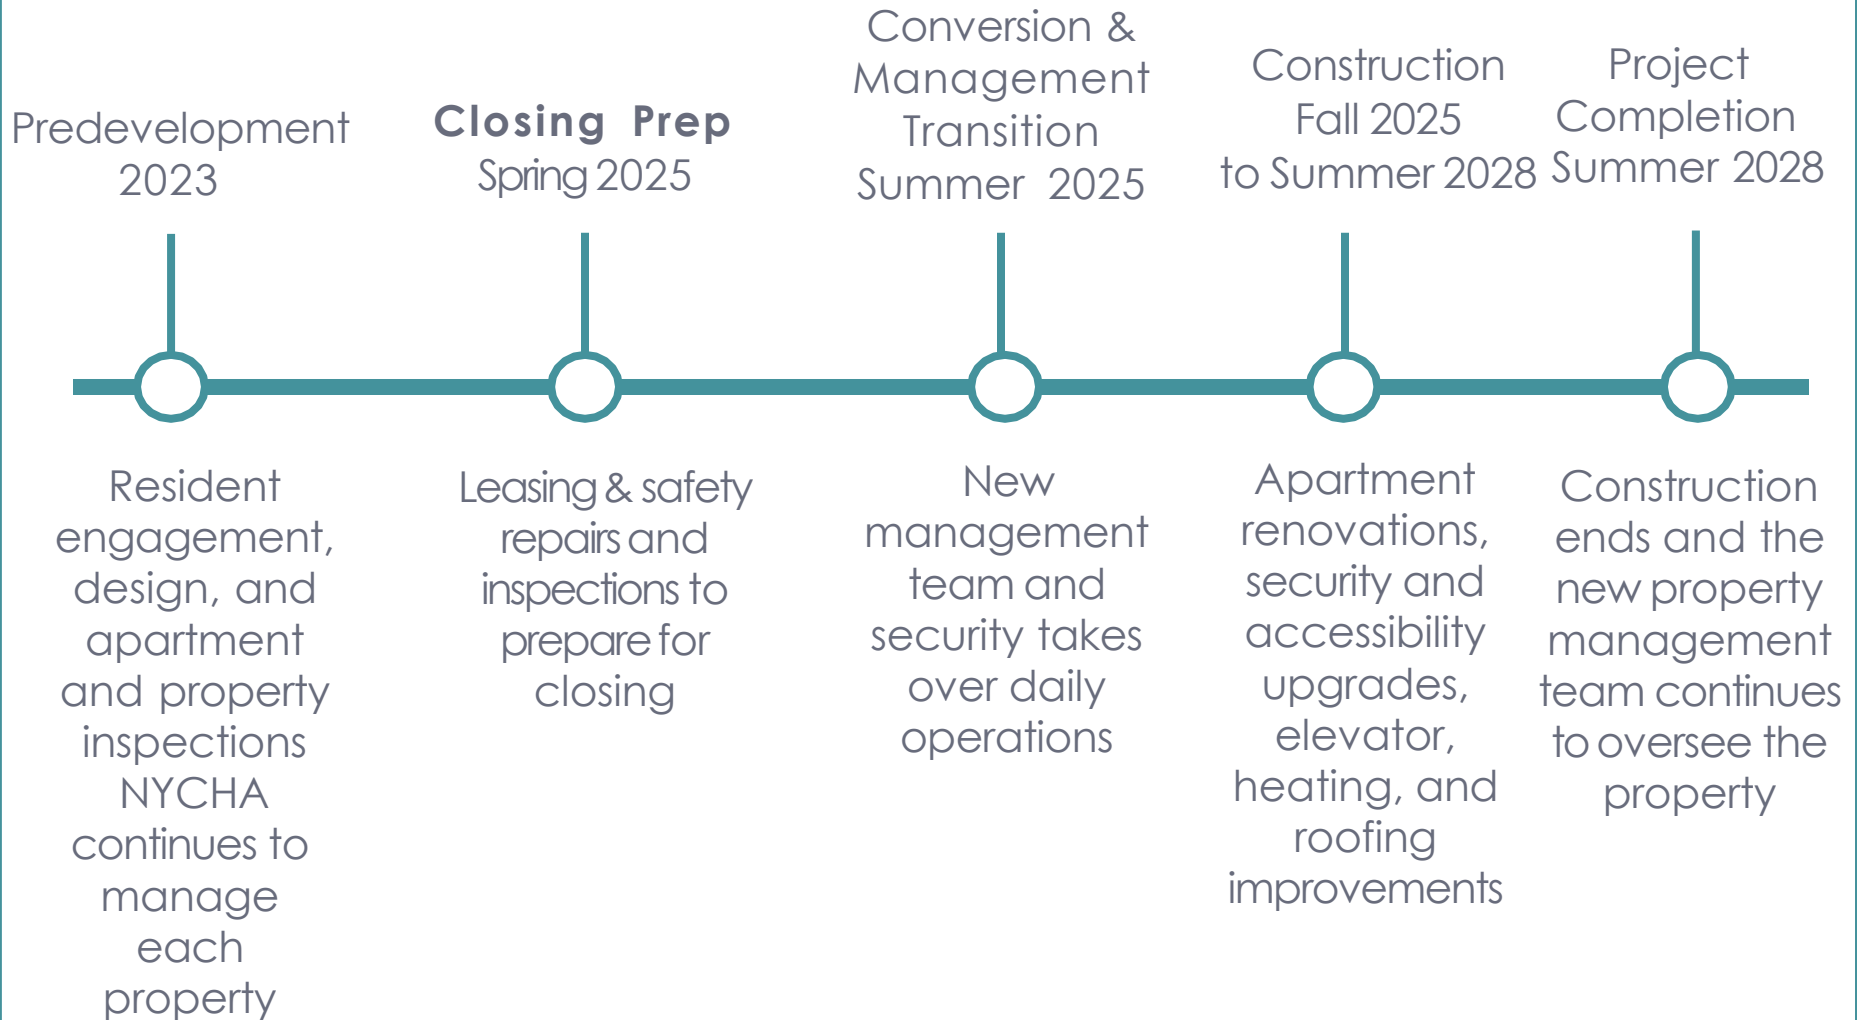 Predevelopment
2023
Closing Prep
Spring 2025
Conversion &
Management
Transition
Summer 2025
Construction
Fall 2025
to Summer 2028
Project
Completion
Summer 2028
Resident
engagement,
design, and
apartment
and property
inspections
NYCHA
continues to
manage
each
property
Leasing & safety
repairs and
inspections to
prepare for
closing
New
management
team and
security takes
over daily
operations
Apartment
renovations,
security and
accessibility
upgrades,
elevator,
heating, and
roofing
improvements
Construction
ends and the
new property
management
team continues
to oversee the
property